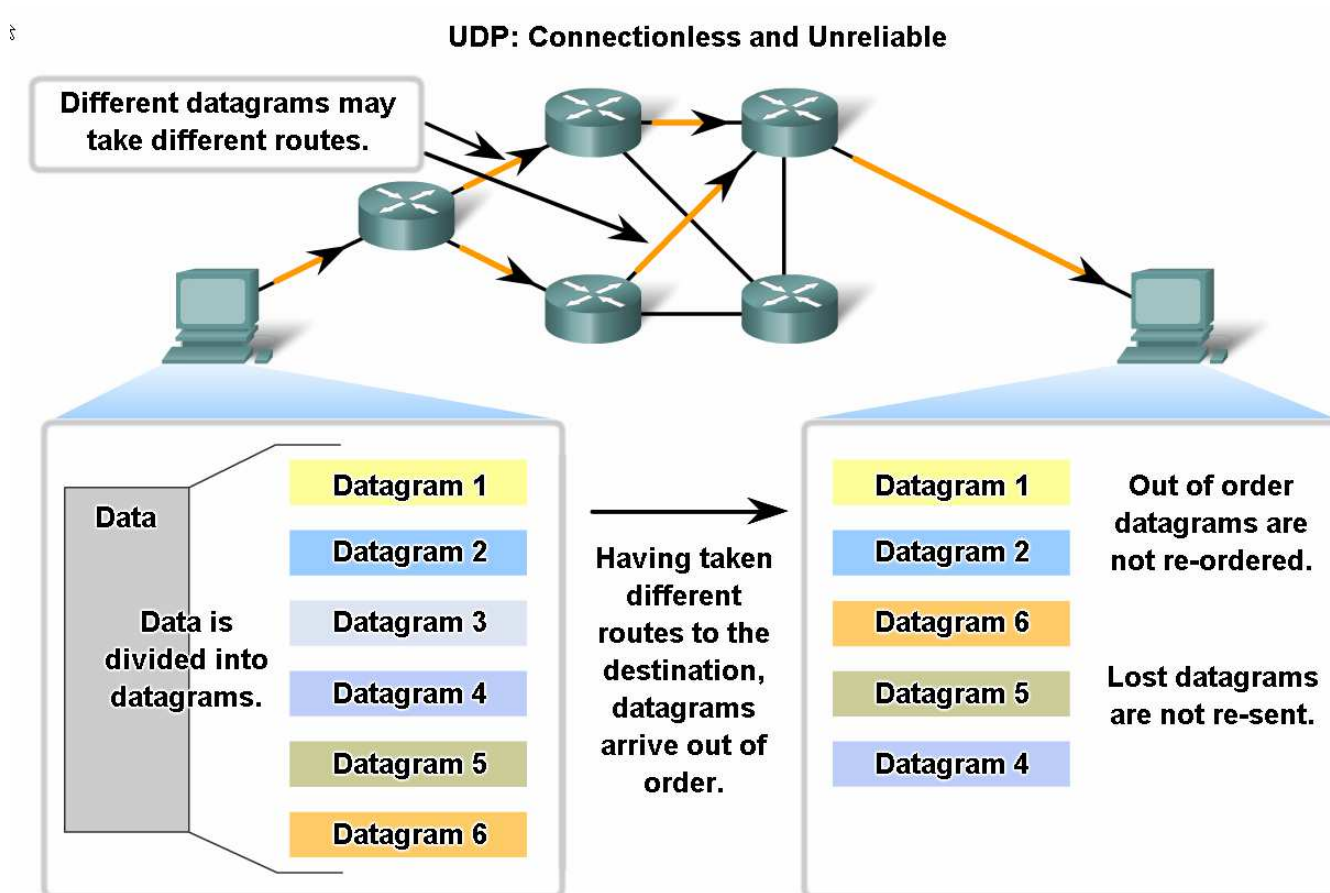 UDP: Connectionless and Unreliable
Different datagrams may
take different routes.
Data
Data is
divided into
datagrams.
Datagram 1
Datagram 2
Datagram 3
Datagram 4
Datagram 5
Datagram 6
Having taken
different
routes to the
destination,
datagrams
arrive out of
order.
Datagram 1
Datagram 2
Datagram 6
Datagram 5
Datagram 4
Out of order
datagrams are
not re-ordered.
Lost datagrams
are not re-sent.